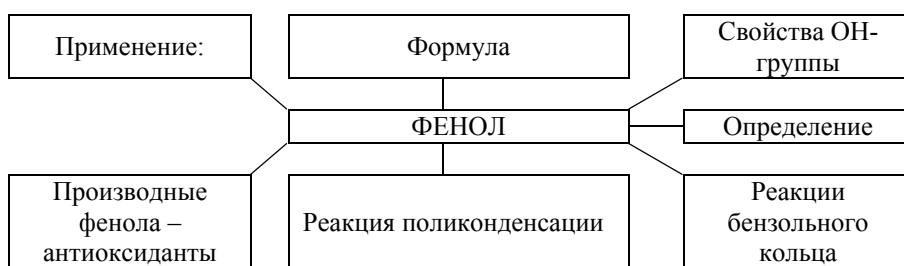 Применение:
Формула
Свойства ОН-
группы
ФЕНОЛ
Определение
Производные
фенола –
антиоксиданты
Реакция поликонденсации
Реакции
бензольного
кольца